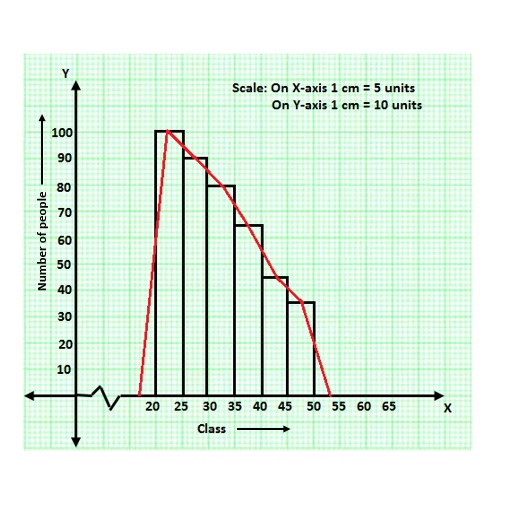 Y
Scale: On X-axis 1 cm = 5 units
On Y-axis 1 cm = 10 units
Number of people
100
90
80
70
60
50
40
30
20
10
20 25 30 35 40 45 50 55 60 65
X
Class